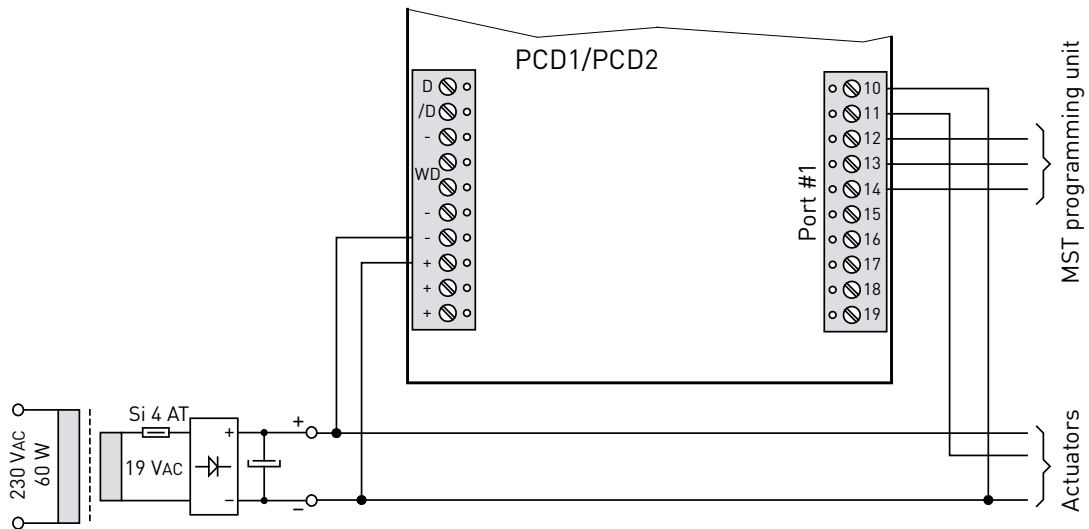 PCD1/PCD2
D
/D
-
WD
-
-
+
+
+
Port #1
10
11
12
13
14
15
16
17
18
19
MST programming unit
230 VAC
60 W
Si 4 AT
19 VAC
+
−
+
−
Actuators